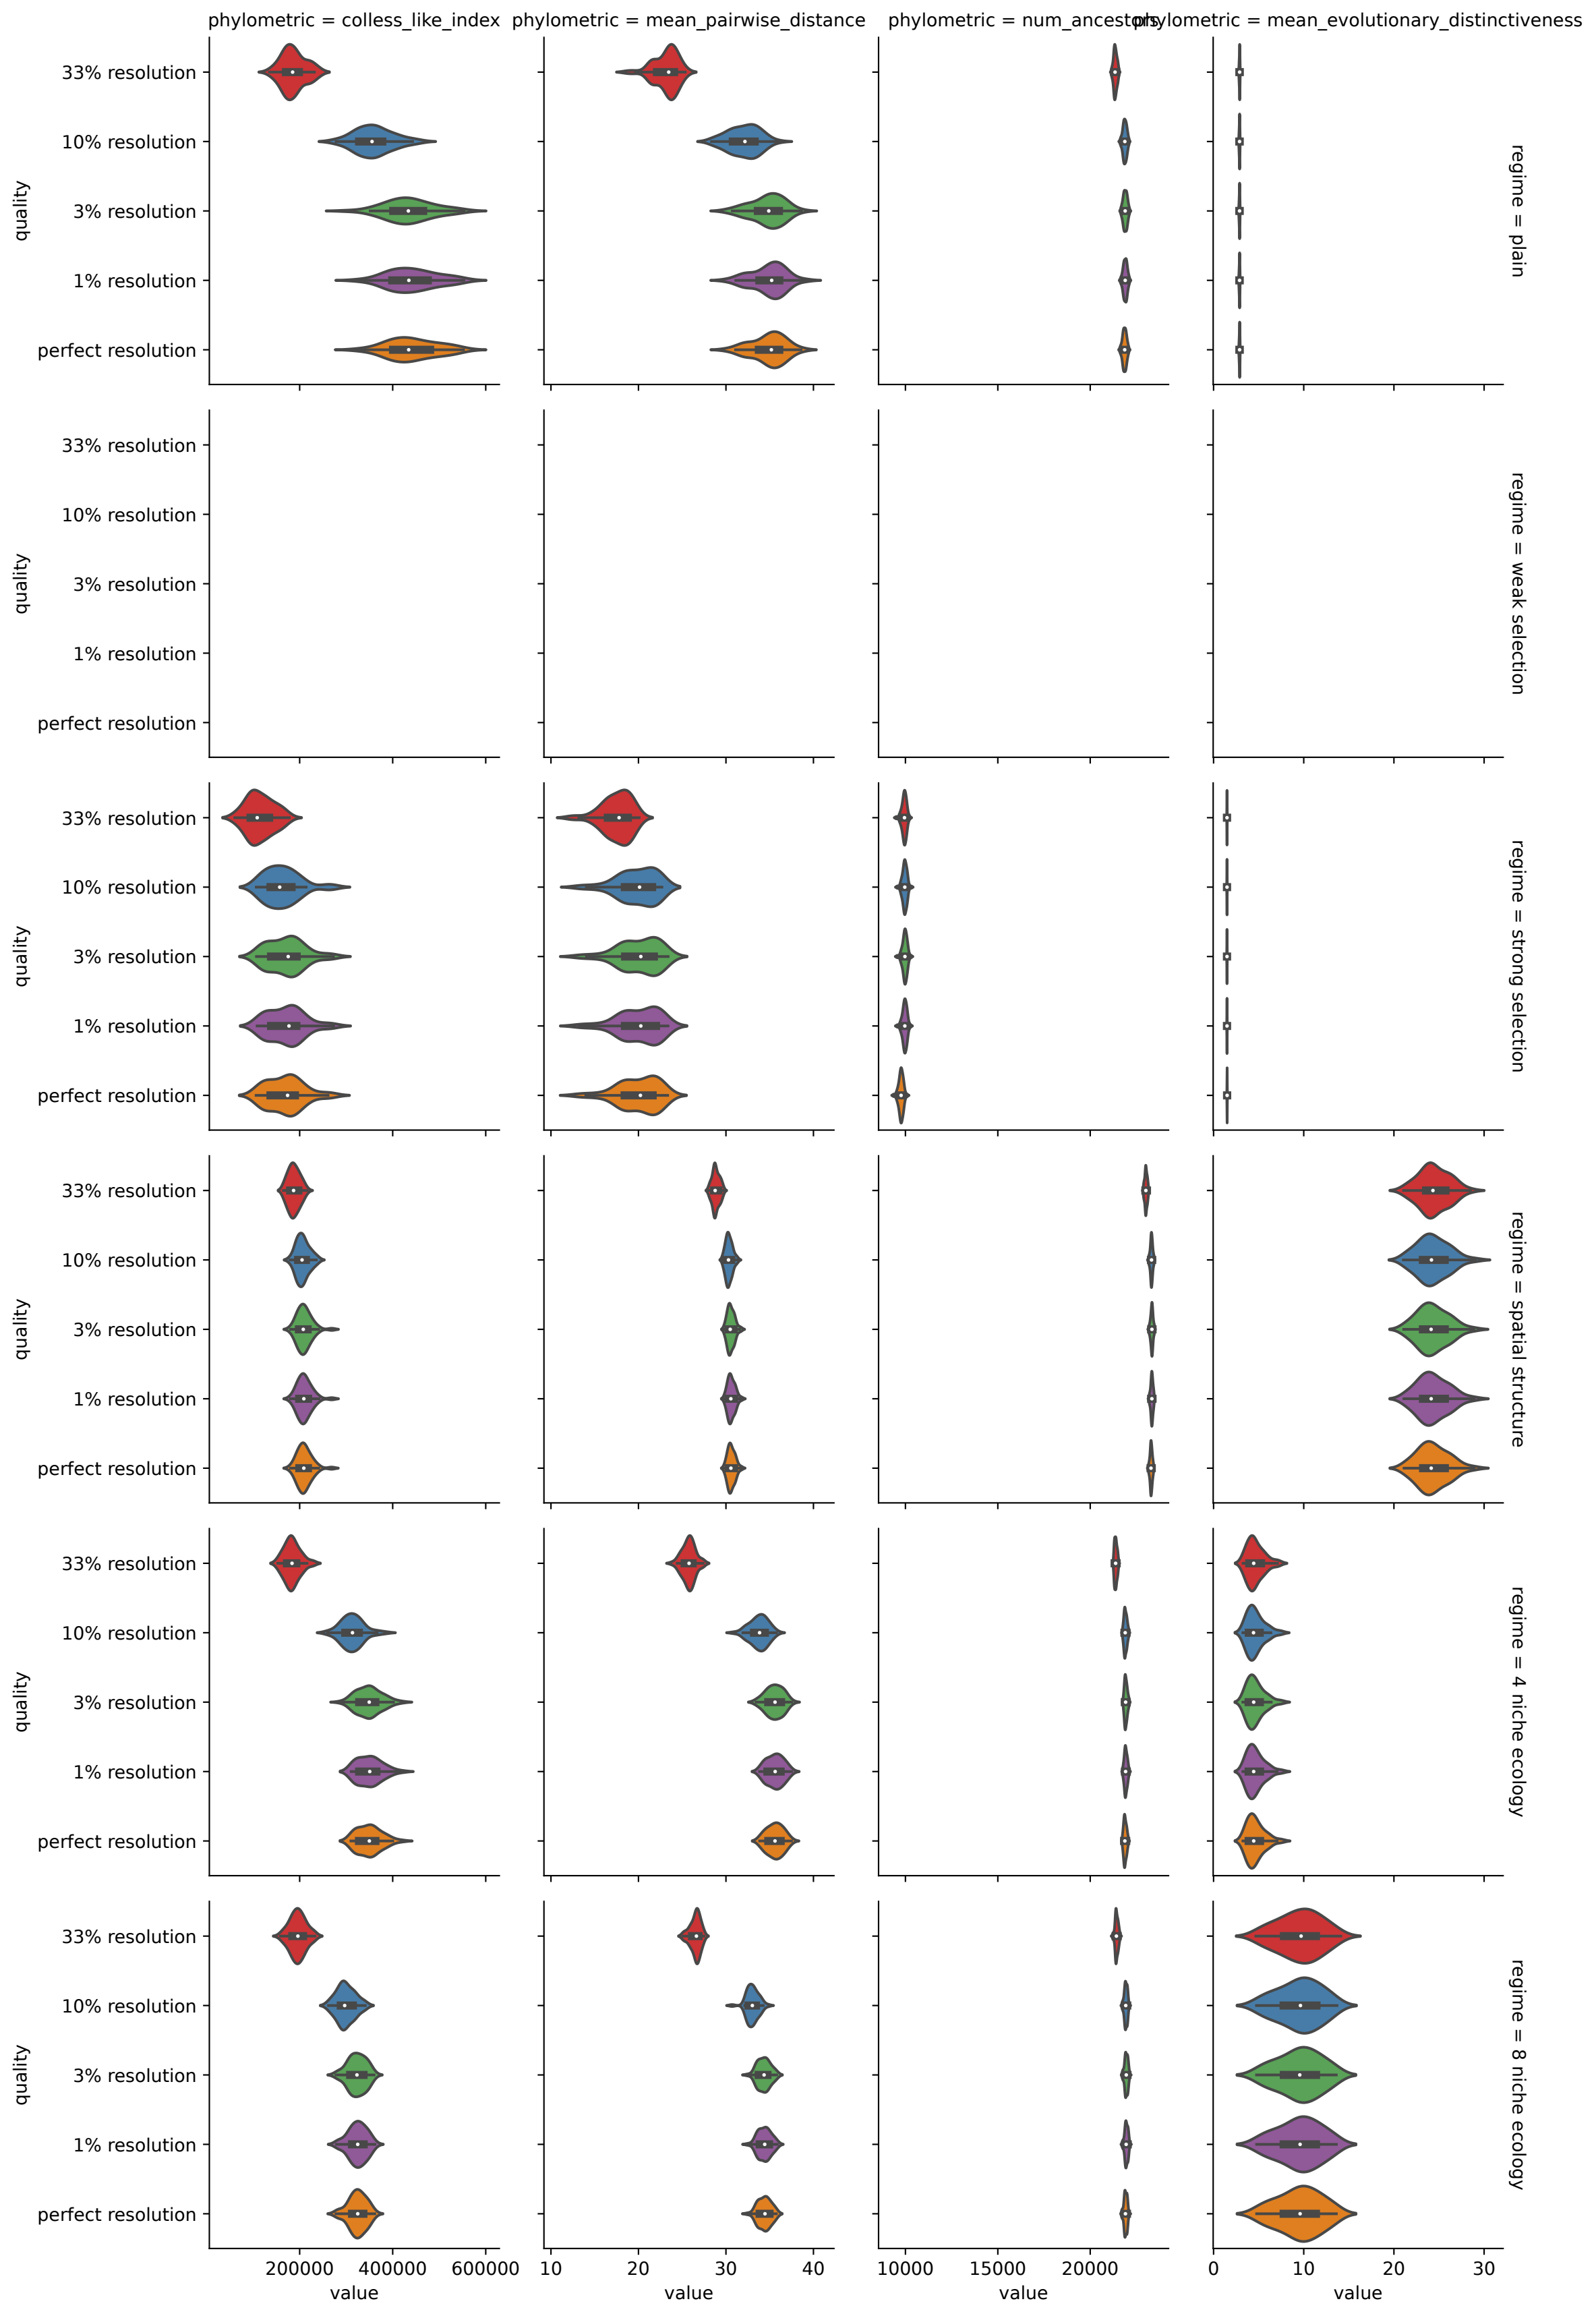 phylometric = colless_like_index
phylometric = mean_pairwise_distance
phylometric = num_ancestors
phylometric = mean_evolutionary_distinctiveness
quality
33% resolution
10% resolution
3% resolution
1% resolution
perfect resolution
regime = plain
quality
33% resolution
10% resolution
3% resolution
1% resolution
perfect resolution
regime = weak selection
quality
33% resolution
10% resolution
3% resolution
1% resolution
perfect resolution
regime = strong selection
quality
33% resolution
10% resolution
3% resolution
1% resolution
perfect resolution
regime = spatial structure
quality
33% resolution
10% resolution
3% resolution
1% resolution
perfect resolution
regime = 4 niche ecology
quality
33% resolution
10% resolution
3% resolution
1% resolution
perfect resolution
regime = 8 niche ecology
200000 400000 600000
10 20 30 40
10000 15000 20000
0 10 20 30
value
value
value
value